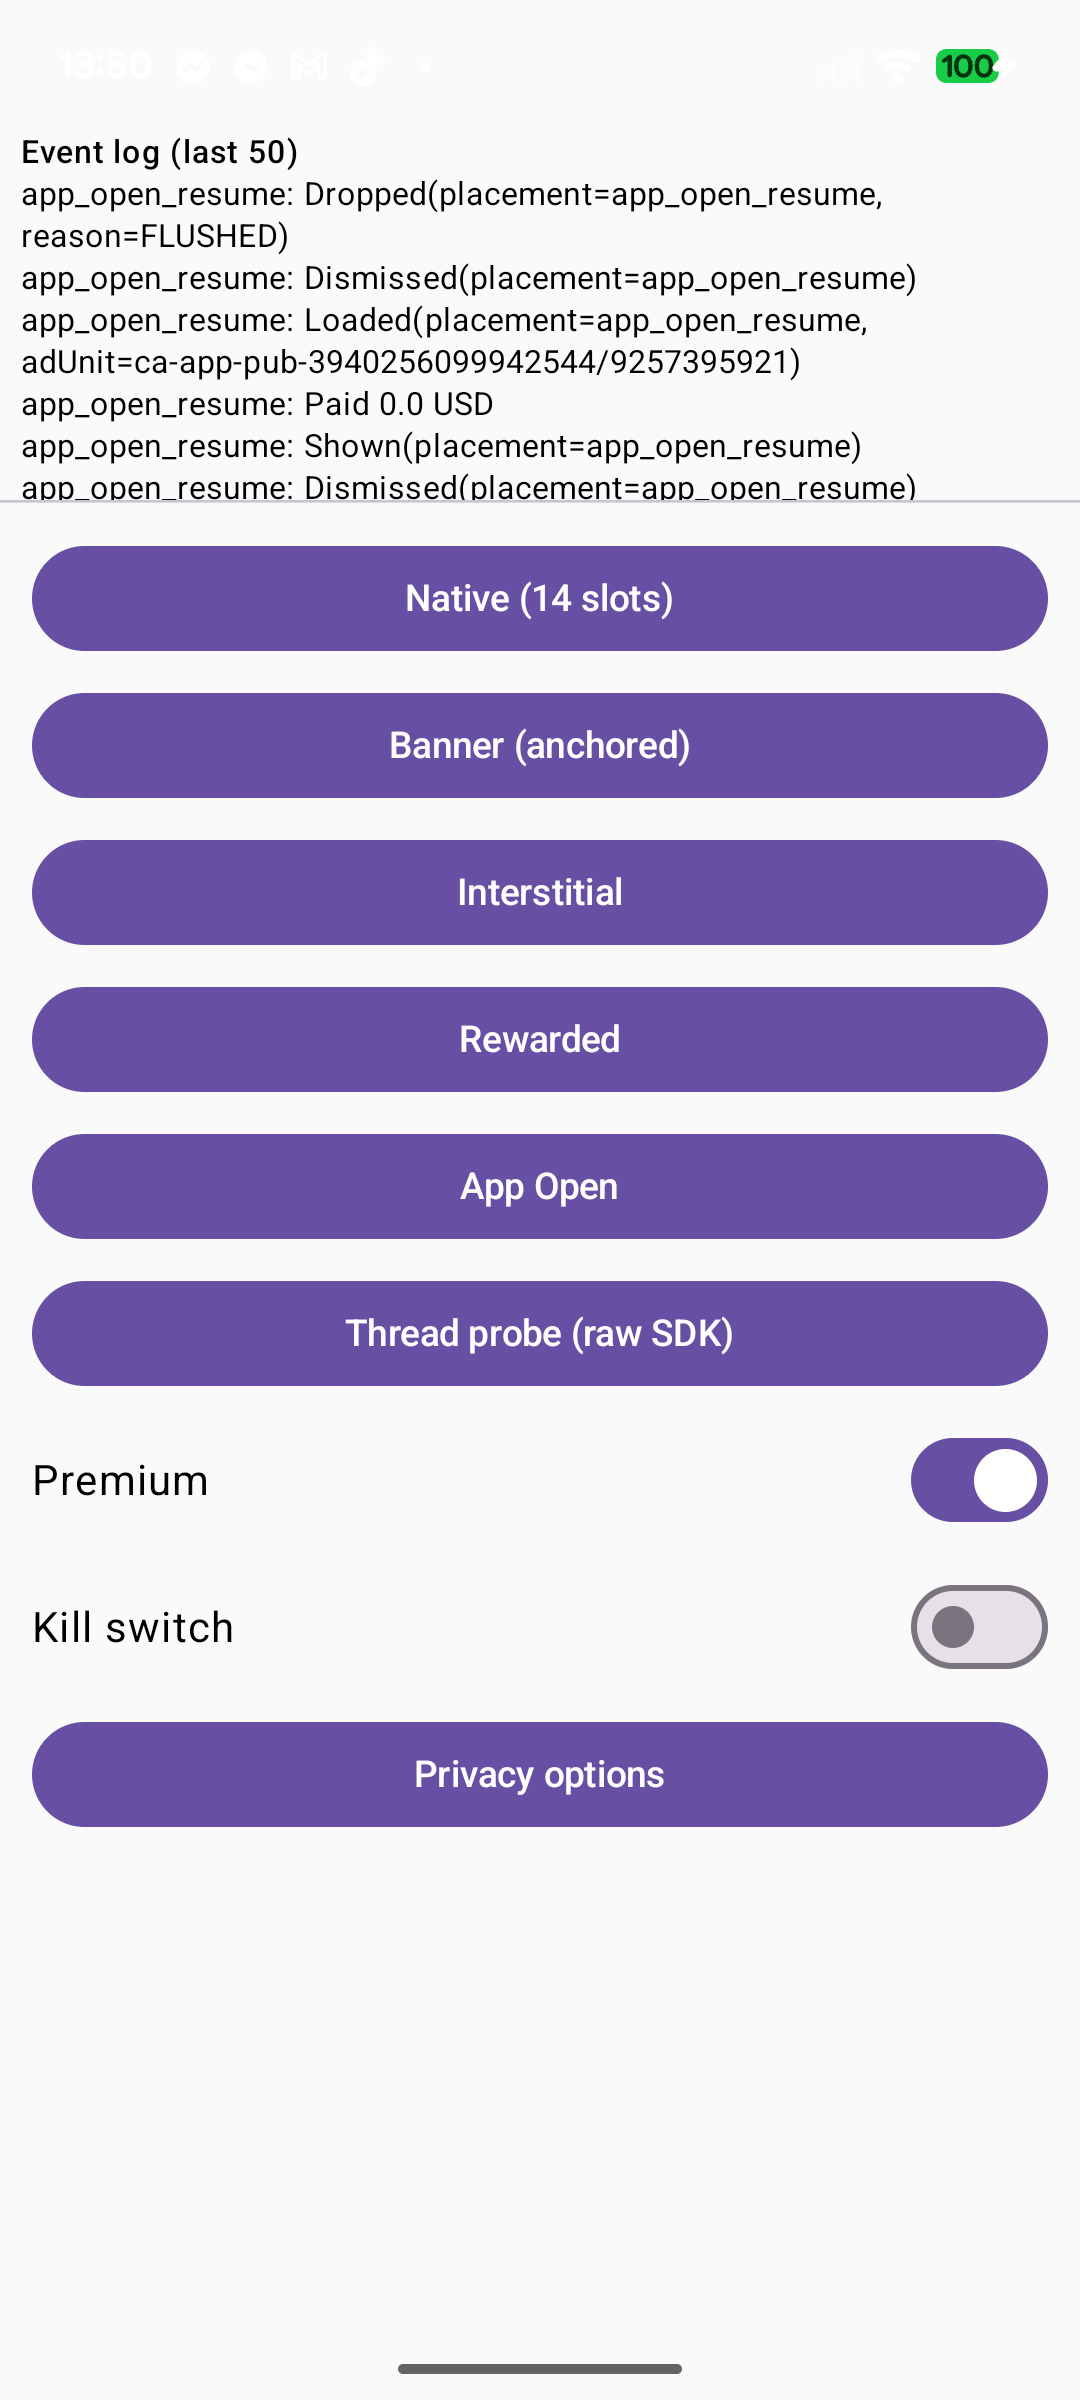 13:50
100
Event log (last 50)
app_open_resume: Dropped(placement=app_open_resume,
reason=FLUSHED)
app_open_resume: Dismissed(placement=app_open_resume)
app_open_resume: Loaded(placement=app_open_resume,
adUnit=ca-app-pub-3940256099942544/9257395921)
app_open_resume: Paid 0.0 USD
app_open_resume: Shown(placement=app_open_resume)
app_open_resume: Dismissed(placement=app_open_resume)
Native (14 slots)
Banner (anchored)
Interstitial
Rewarded
App Open
Thread probe (raw SDK)
Premium
Kill switch
Privacy options